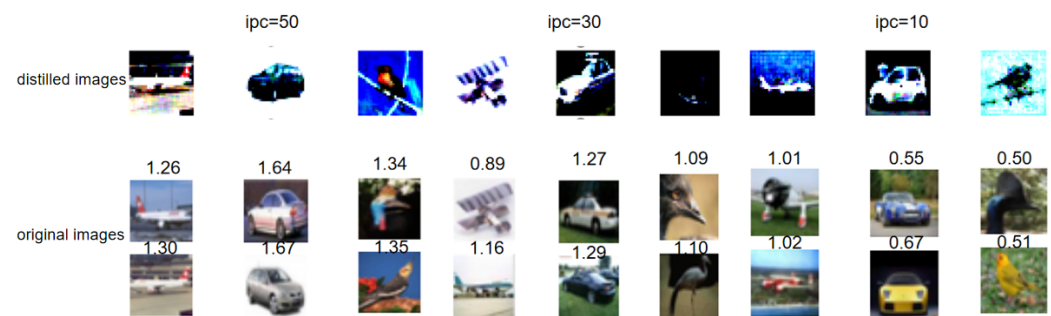 ipc=50 ipc=30 ipc=10
distilled images
1.26 1.64 1.34 0.89 1.27 1.09 1.01 0.55 0.50
original images
1.30 1.67 1.35 1.16 1.29 1.10 1.02 0.67 0.51